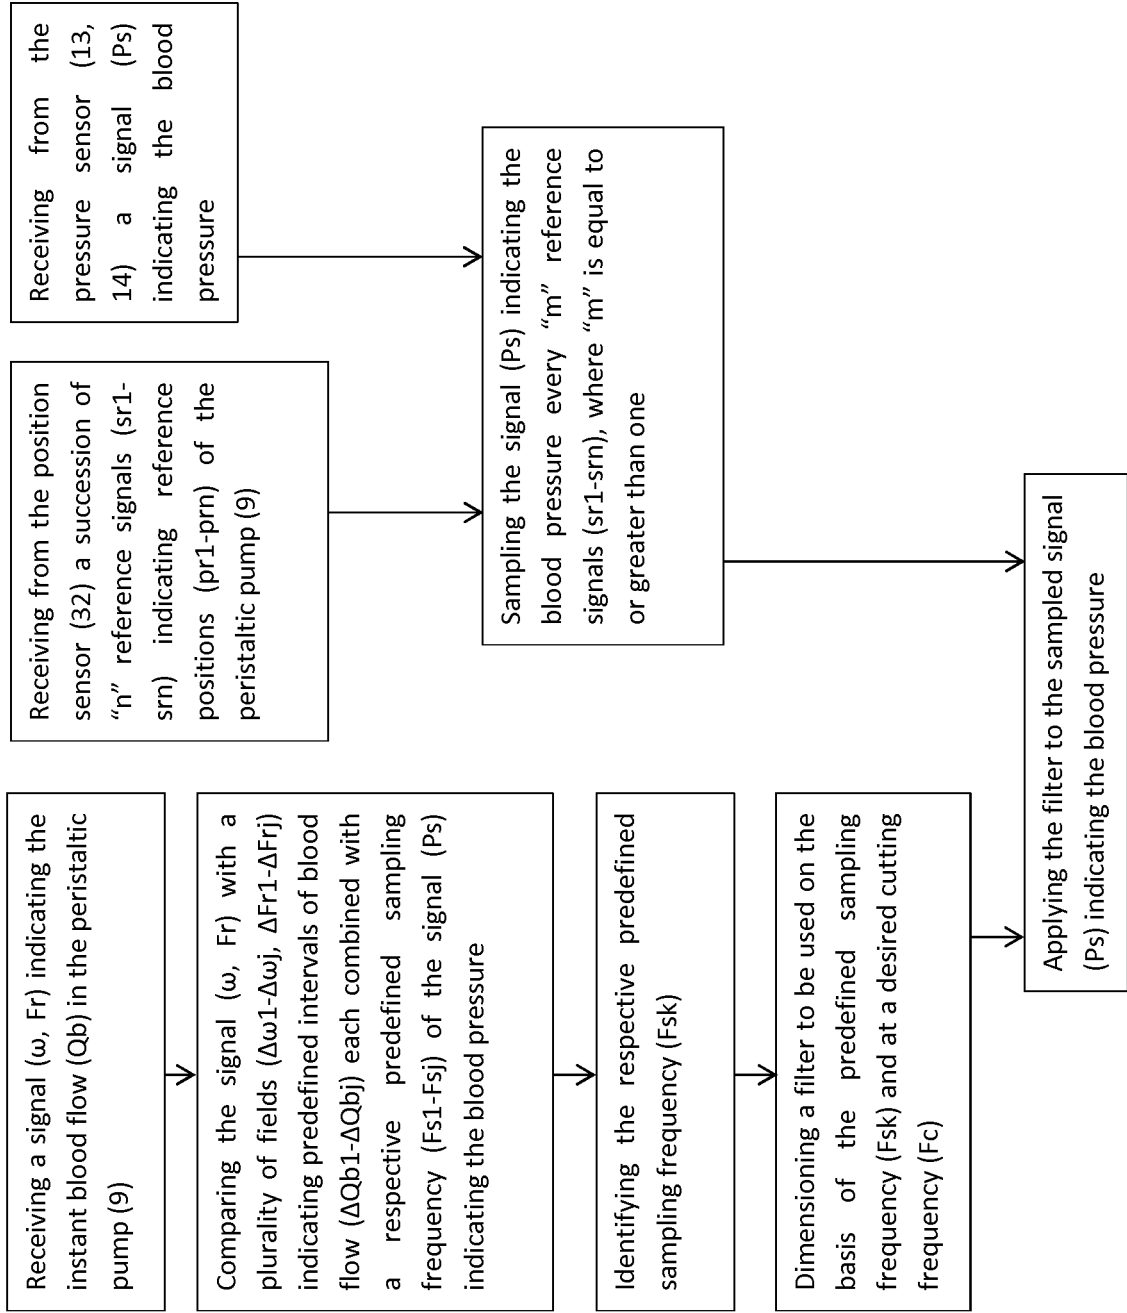 Receiving a signal (ω, Fr) indicating the
instant blood flow (Qb) in the peristaltic
pump (9)
Comparing the signal (ω, Fr) with a
plurality of fields (Δω1-Δωj, ΔFr1-ΔFrj)
indicating predefined intervals of blood
flow (ΔQb1-ΔQbj) each combined with
a respective predefined sampling
frequency (Fs1-Fsj) of the signal (Ps)
indicating the blood pressure
Identifying the respective predefined
sampling frequency (Fsk)
Dimensioning a filter to be used on the
basis of the predefined sampling
frequency (Fsk) and at a desired cutting
frequency (Fc)
Receiving from the position
sensor (32) a succession of
“n” reference signals (sr1-
srn) indicating reference
positions (pr1-prn) of the
peristaltic pump (9)
Receiving from the
pressure sensor (13,
14) a signal (Ps)
indicating the blood
pressure
Sampling the signal (Ps) indicating the
blood pressure every “m” reference
signals (sr1-srn), where “m” is equal to
or greater than one
Applying the filter to the sampled signal
(Ps) indicating the blood pressure